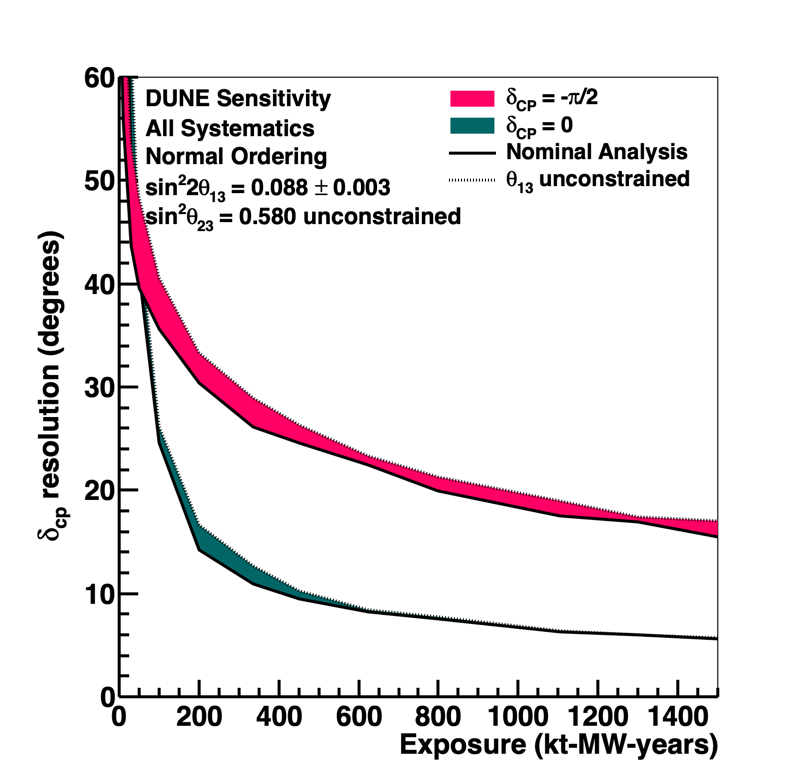 DUNE Sensitivity
All Systematics
Normal Ordering
sin²2θ₁₃ = 0.088 ± 0.003
sin²θ₂₃ = 0.580 unconstrained
δCP = -π/2
δCP = 0
Nominal Analysis
θ₁₃ unconstrained
60
50
40
30
20
10
0
δcp resolution (degrees)
0 200 400 600 800 1000 1200 1400
Exposure (kt-MW-years)